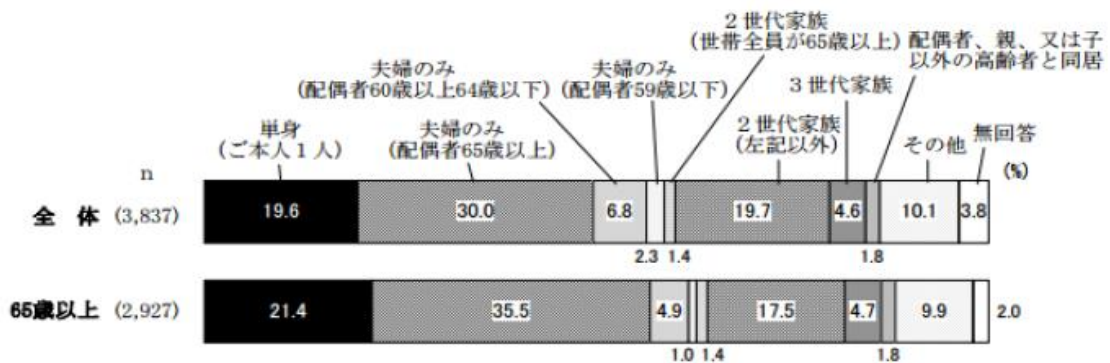 2世代家族
(世帯全員が65歳以上)
配偶者、親、又は子
以外の高齢者と同居
夫婦のみ
(配偶者60歳以上64歳以下)
夫婦のみ
(配偶者59歳以下)
3世代家族
単身
(ご本人1人)
夫婦のみ
(配偶者65歳以上)
2世代家族
(左記以外)
その他
無回答
n
(%)
全 体 (3,837) 19.6 30.0 6.8 19.7 4.6 10.1 3.8
2.3 1.4 1.8
65歳以上 (2,927) 21.4 35.5 4.9 17.5 4.7 9.9 2.0
1.0 1.4 1.8